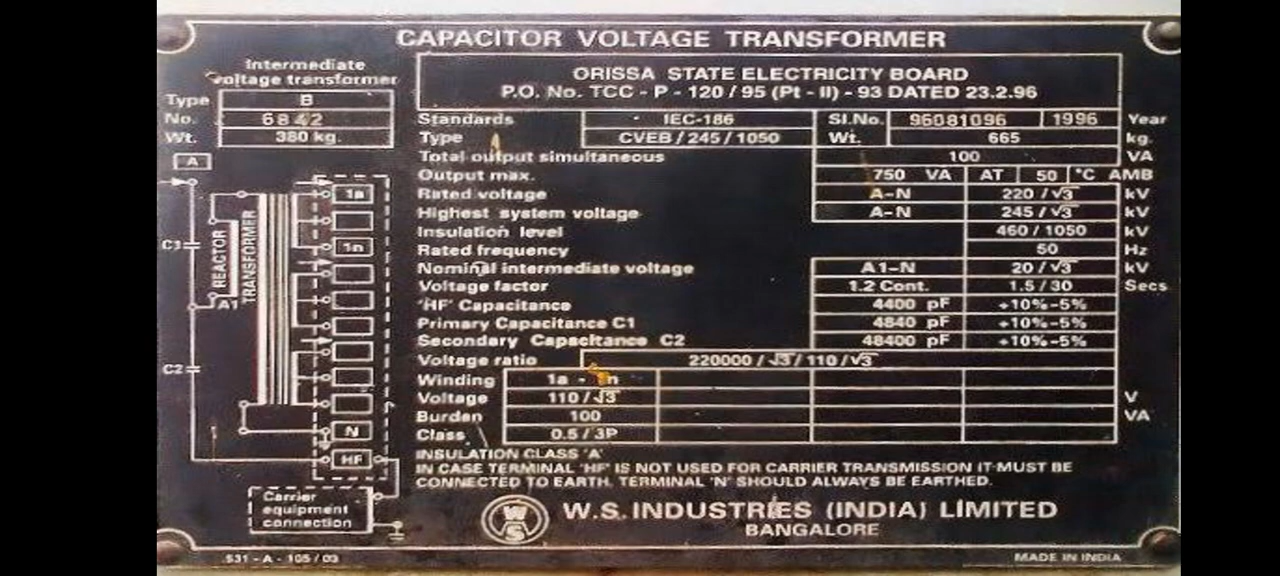 CAPACITOR VOLTAGE TRANSFORMER
Intermediate
voltage transformer
Type B
No. 6842
Wt. 380 kg.
ORISSA STATE ELECTRICITY BOARD
P.O. No. TCC - P - 120 / 95 (Pt - II) - 93 DATED 23.2.96
Standards IEC-186 Sl.No. 96081096 1996 Year
Type CVEB / 245 / 1050 Wt. 665 kg.
Total output simultaneous 100 VA
Output max. 750 VA AT 50 °C AMB
Rated voltage A-N 220 / √3 kV
Highest system voltage A-N 245 / √3 kV
Insulation level 460 / 1050 kV
Rated frequency 50 Hz
Nominal intermediate voltage A1-N 20 / √3 kV
Voltage factor 1.2 Cont. 1.5 / 30 Secs
'HF' Capacitance 4400 pF +10%-5%
Primary Capacitance C1 4840 pF +10%-5%
Secondary Capacitance C2 48400 pF +10%-5%
Voltage ratio 220000 / √3 / 110 / √3
Winding 1a - 1n
Voltage 110 / √3 V
Burden 100 VA
Class 0.5 / 3P
INSULATION CLASS 'A'
IN CASE TERMINAL 'HF' IS NOT USED FOR CARRIER TRANSMISSION IT MUST BE
CONNECTED TO EARTH. TERMINAL 'N' SHOULD ALWAYS BE EARTHED.
A
1a
C1
REACTOR
TRANSFORMER
1n
A1
C2
N
HF
Carrier
equipment
connection
WS
W.S. INDUSTRIES (INDIA) LIMITED
BANGALORE
531 - A - 105 / 03
MADE IN INDIA